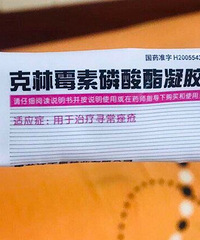 国药准字 H2005542
克林霉素磷酸酯凝胶
请仔细阅读说明书并按说明使用或在药师指导下购买和使用
适应症：用于治疗寻常痤疮